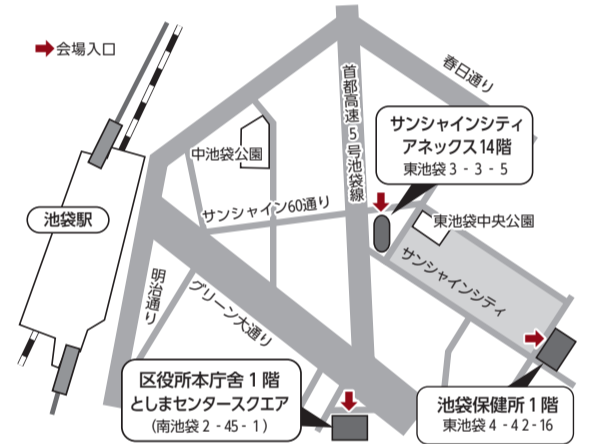 会場入口
春日通り
首都高速5号池袋線
サンシャインシティ
アネックス14階
東池袋3-3-5
中池袋公園
サンシャイン60通り
東池袋中央公園
池袋駅
サンシャインシティ
明治通り
グリーン大通り
区役所本庁舎1階
としまセンタースクエア
(南池袋2-45-1)
池袋保健所1階
東池袋4-42-16